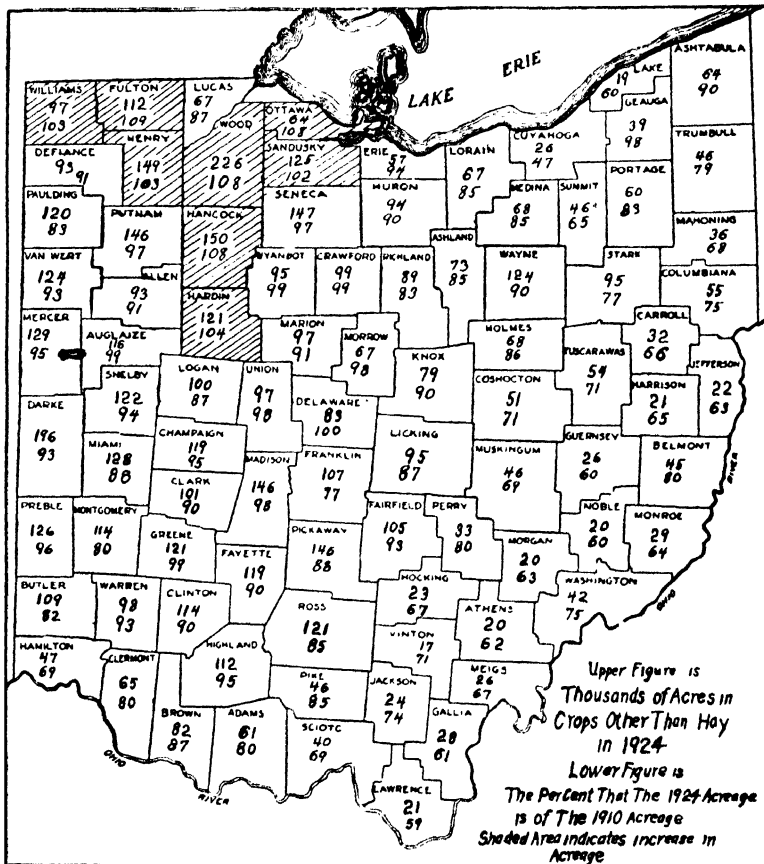 LAKE ERIE
WILLIAMS
97
103
FULTON
112
109
LUCAS
67
87
OTTAWA
64
108
LAKE
19
60
ASHTABULA
64
90
GEAUGA
39
98
HENRY
149
103
WOOD
226
108
SANDUSKY
125
102
ERIE
57
94
LORAIN
67
85
CUYAHOGA
26
47
TRUMBULL
46
79
DEFIANCE
93
91
SENECA
147
97
HURON
94
90
MEDINA
68
85
SUMMIT
46
65
PORTAGE
60
83
PAULDING
120
83
PUTNAM
146
97
HANCOCK
150
108
WYANDOT
95
99
CRAWFORD
99
99
RICHLAND
89
83
ASHLAND
73
85
WAYNE
124
90
STARK
95
77
MAHONING
36
68
VAN WERT
124
93
ALLEN
93
91
HARDIN
121
104
COLUMBIANA
55
75
MERCER
129
95
AUGLAIZE
116
99
MARION
97
91
MORROW
67
98
KNOX
79
90
HOLMES
68
86
TUSCARAWAS
54
71
CARROLL
32
66
JEFFERSON
22
63
SHELBY
122
94
LOGAN
100
87
UNION
97
98
DELAWARE
83
100
COSHOCTON
51
71
HARRISON
21
65
DARKE
196
93
MIAMI
128
88
CHAMPAIGN
119
95
MADISON
146
98
FRANKLIN
107
77
LICKING
95
87
MUSKINGUM
46
69
GUERNSEY
26
60
BELMONT
45
80
CLARK
101
90
PREBLE
126
96
MONTGOMERY
114
80
GREENE
121
99
FAYETTE
119
90
PICKAWAY
146
88
FAIRFIELD
105
93
PERRY
33
80
MORGAN
20
63
NOBLE
20
60
MONROE
29
64
RIVER
BUTLER
109
82
WARREN
98
93
CLINTON
114
90
ROSS
121
85
HOCKING
23
67
ATHENS
20
62
WASHINGTON
42
75
OHIO
HAMILTON
47
69
CLERMONT
65
80
HIGHLAND
112
95
PIKE
46
85
VINTON
17
71
JACKSON
24
74
MEIGS
26
67
BROWN
82
87
ADAMS
61
80
SCIOTO
40
69
GALLIA
28
61
LAWRENCE
21
59
OHIO
RIVER
Upper Figure is
Thousands of Acres in
Crops Other Than Hay
in 1924
Lower Figure is
The Percent That The 1924 Acreage
is of The 1910 Acreage
Shaded Area indicates increase in
Acreage